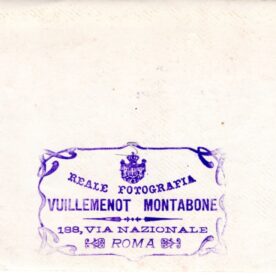 REALE FOTOGRAFIA
VUILLEMENOT MONTABONE
188, VIA NAZIONALE
ROMA